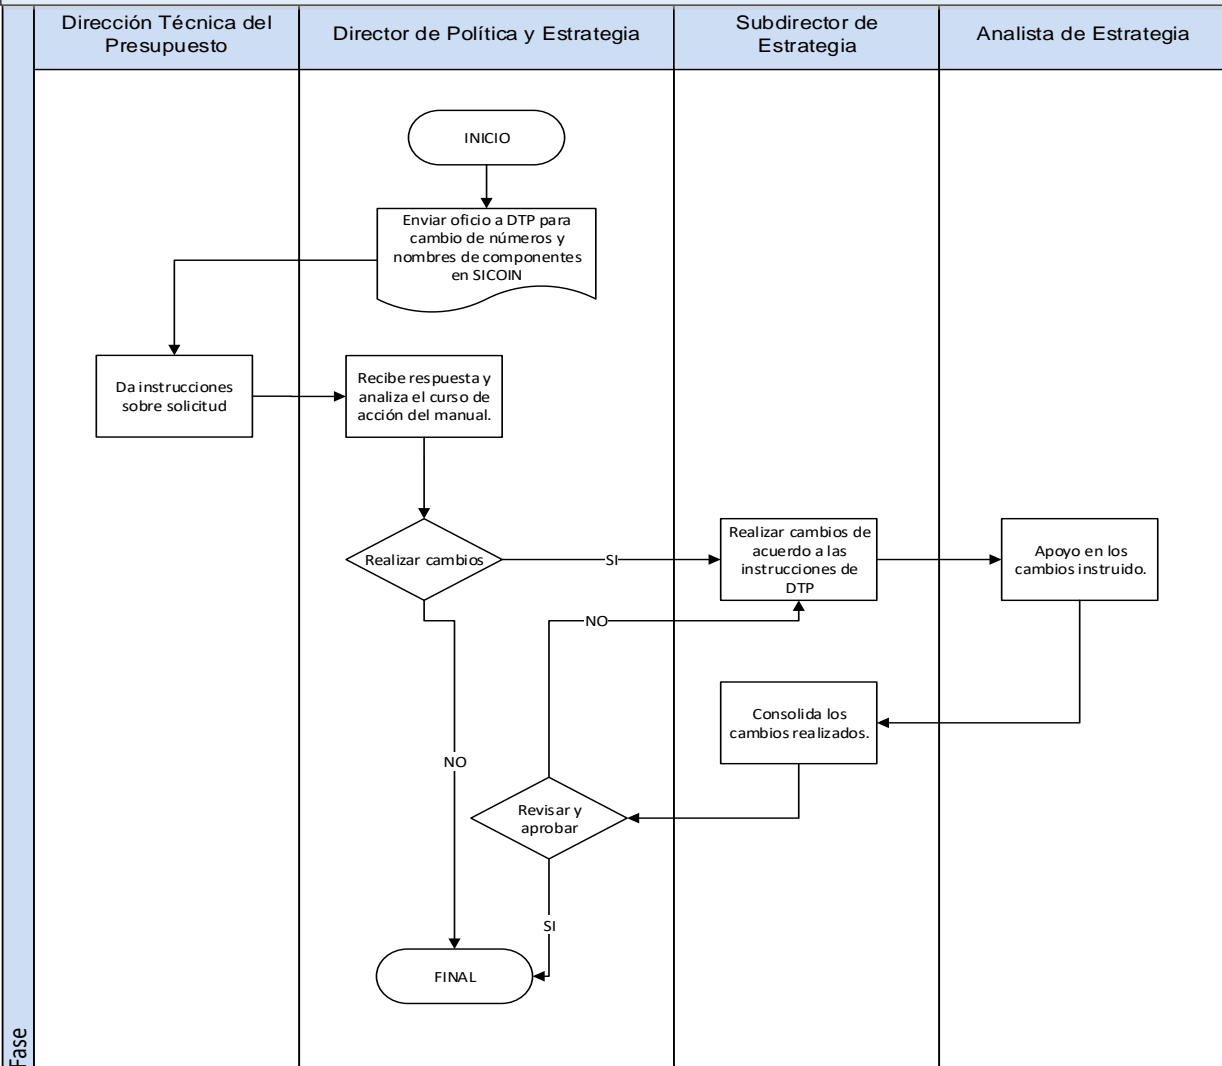 Dirección Técnica del
Presupuesto
Director de Política y Estrategia
Subdirector de
Estrategia
Analista de Estrategia
INICIO
Enviar oficio a DTP para
cambio de números y
nombres de componentes
en SICOIN
Da instrucciones
sobre solicitud
Recibe respuesta y
analiza el curso de
acción del manual.
Realizar cambios
SI
Realizar cambios de
acuerdo a las
instrucciones de
DTP
Apoyo en los
cambios instruido.
NO
Consolida los
cambios realizados.
NO
Revisar y
aprobar
SI
FINAL
Fase